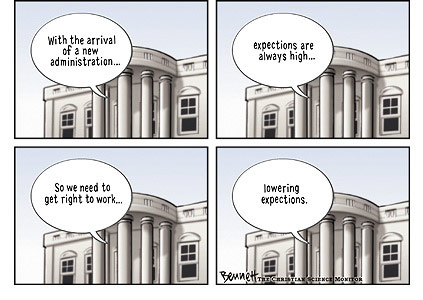 With the arrival
of a new
administration...
expections are
always high...
So we need to
get right to work...
lowering
expections.
Bennett
The Christian Science Monitor